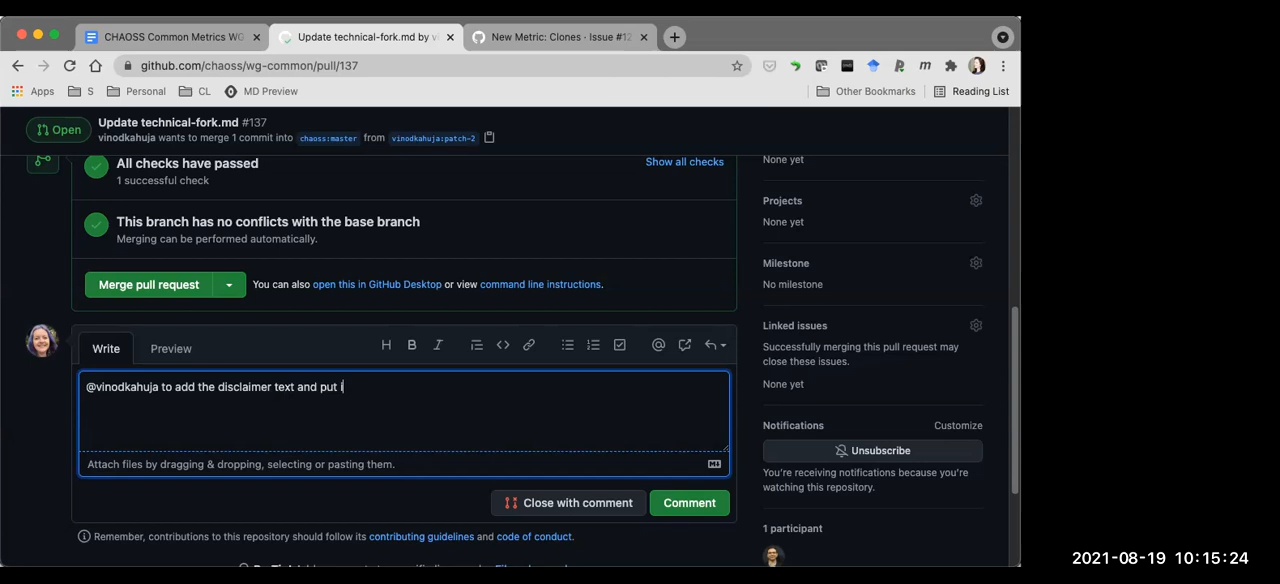 CHAOSS Common Metrics WG
Update technical-fork.md by vi
New Metric: Clones · Issue #12
github.com/chaoss/wg-common/pull/137
Apps
S
Personal
CL
MD Preview
Other Bookmarks
Reading List
Open
Update technical-fork.md #137
vinodkahuja wants to merge 1 commit into chaoss:master from vinodkahuja:patch-2
All checks have passed
Show all checks
1 successful check
This branch has no conflicts with the base branch
Merging can be performed automatically.
Merge pull request
You can also open this in GitHub Desktop or view command line instructions.
Write
Preview
@vinodkahuja to add the disclaimer text and put i
Attach files by dragging & dropping, selecting or pasting them.
Close with comment
Comment
Remember, contributions to this repository should follow its contributing guidelines and code of conduct.
None yet
Projects
None yet
Milestone
No milestone
Linked issues
Successfully merging this pull request may
close these issues.
None yet
Notifications
Customize
Unsubscribe
You're receiving notifications because you're
watching this repository.
1 participant
2021-08-19 10:15:24